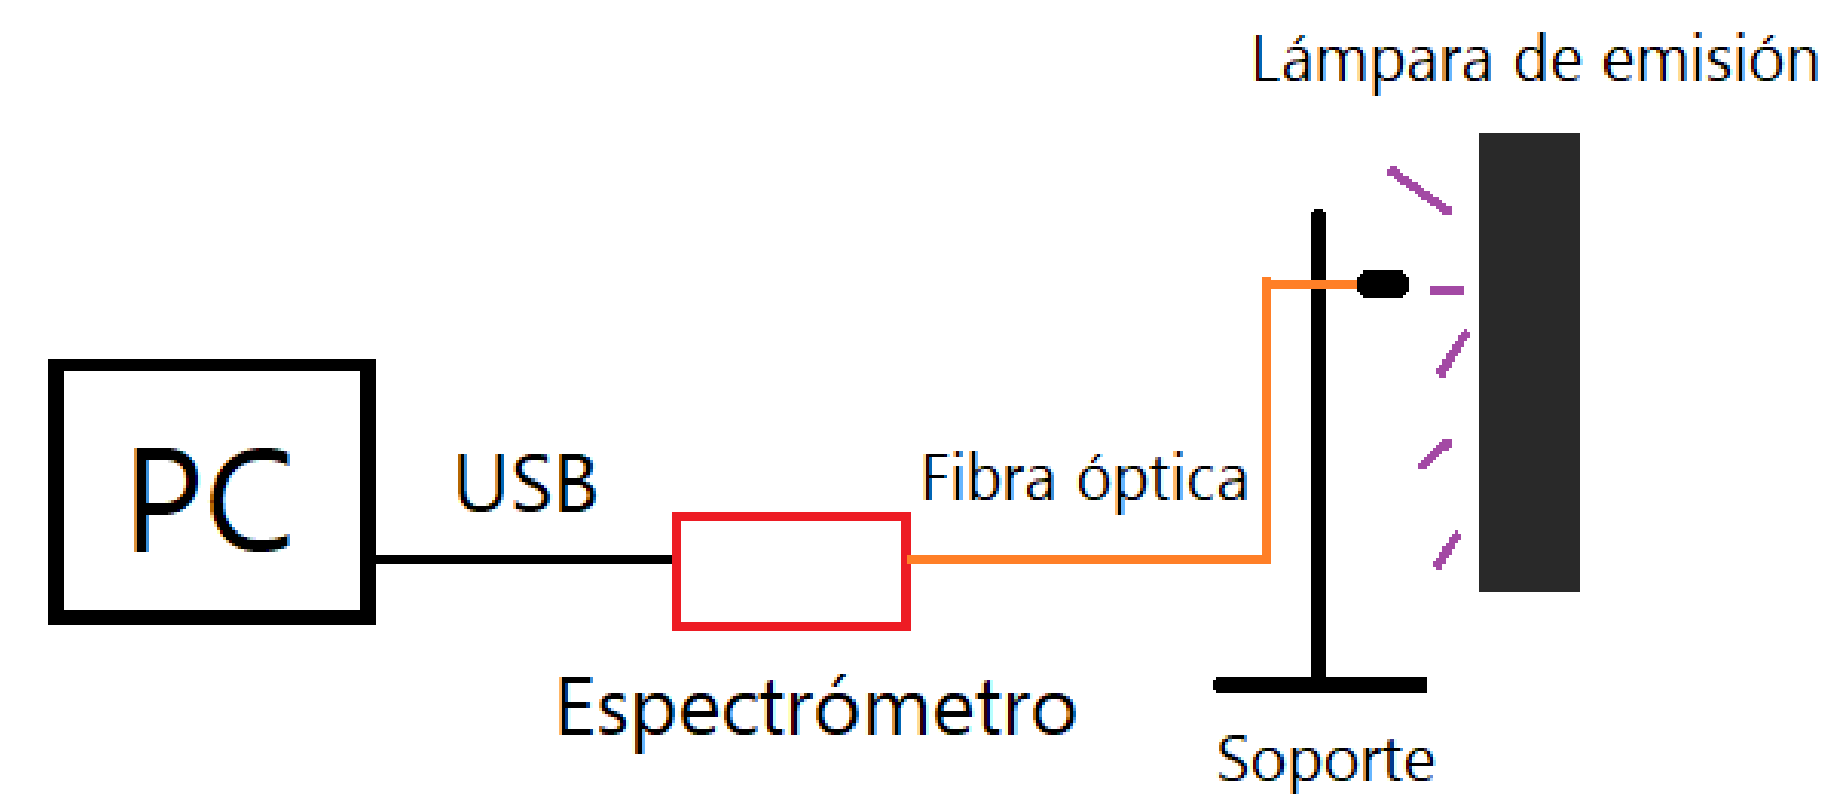 Lámpara de emisión
PC
USB
Fibra óptica
Espectrómetro
Soporte